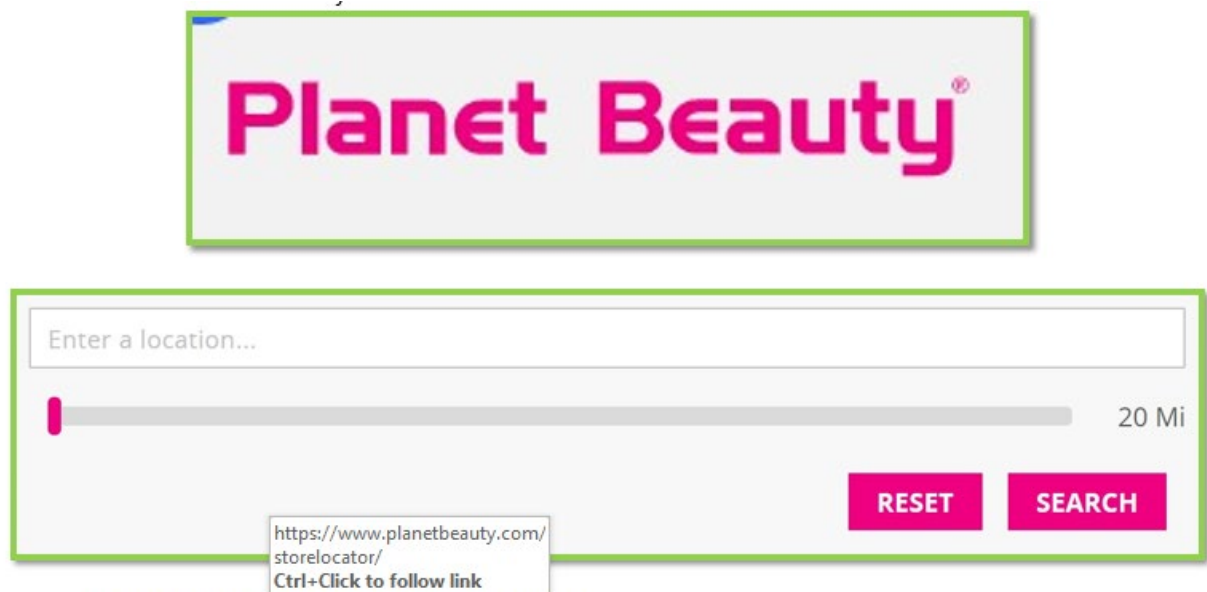 Planet Beauty®
Enter a location...
20 Mi
RESET SEARCH
https://www.planetbeauty.com/
storelocator/
Ctrl+Click to follow link